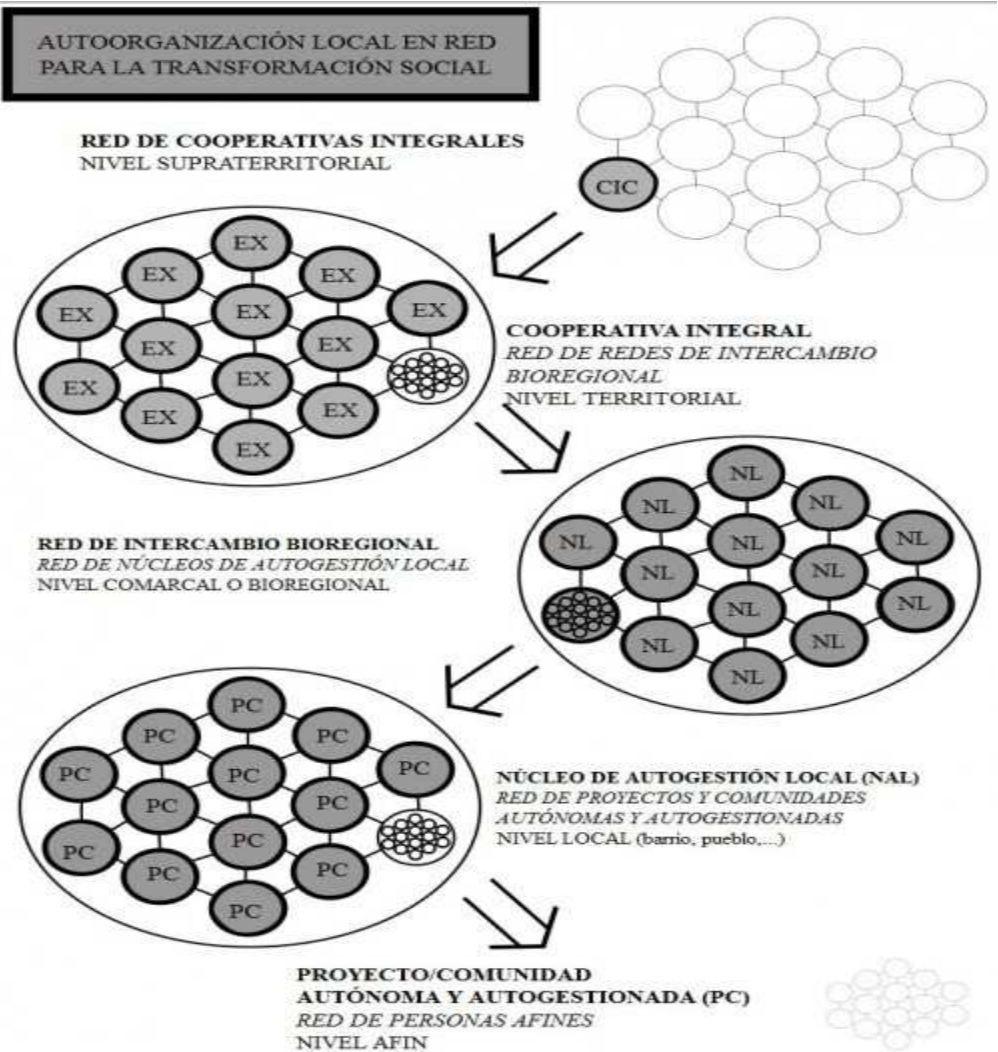 AUTOORGANIZACIÓN LOCAL EN RED
PARA LA TRANSFORMACIÓN SOCIAL
RED DE COOPERATIVAS INTEGRALES
NIVEL SUPRATERRITORIAL
CIC
EX
EX EX
EX EX EX
EX EX
EX EX
EX EX
EX
COOPERATIVA INTEGRAL
RED DE REDES DE INTERCAMBIO
BIOREGIONAL
NIVEL TERRITORIAL
NL
NL NL
NL NL NL
NL NL
NL NL
NL NL
NL
RED DE INTERCAMBIO BIOREGIONAL
RED DE NÚCLEOS DE AUTOGESTIÓN LOCAL
NIVEL COMARCAL O BIOREGIONAL
PC
PC PC
PC PC PC
PC PC
PC PC
PC PC
PC
NÚCLEO DE AUTOGESTIÓN LOCAL (NAL)
RED DE PROYECTOS Y COMUNIDADES
AUTÓNOMAS Y AUTOGESTIONADAS
NIVEL LOCAL (barrio, pueblo,...)
PROYECTO/COMUNIDAD
AUTÓNOMA Y AUTOGESTIONADA (PC)
RED DE PERSONAS AFINES
NIVEL AFIN